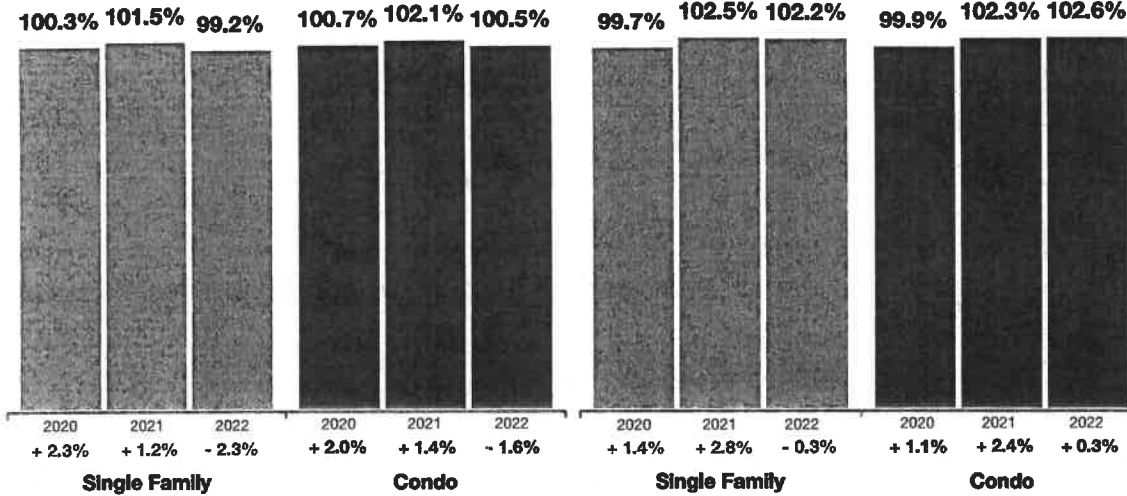 100.3% 101.5% 99.2% 100.7% 102.1% 100.5% 99.7% 102.5% 102.2% 99.9% 102.3% 102.6%
2020 2021 2022 2020 2021 2022 2020 2021 2022 2020 2021 2022
+ 2.3% + 1.2% - 2.3% + 2.0% + 1.4% - 1.6% + 1.4% + 2.8% - 0.3% + 1.1% + 2.4% + 0.3%
Single Family Condo Single Family Condo